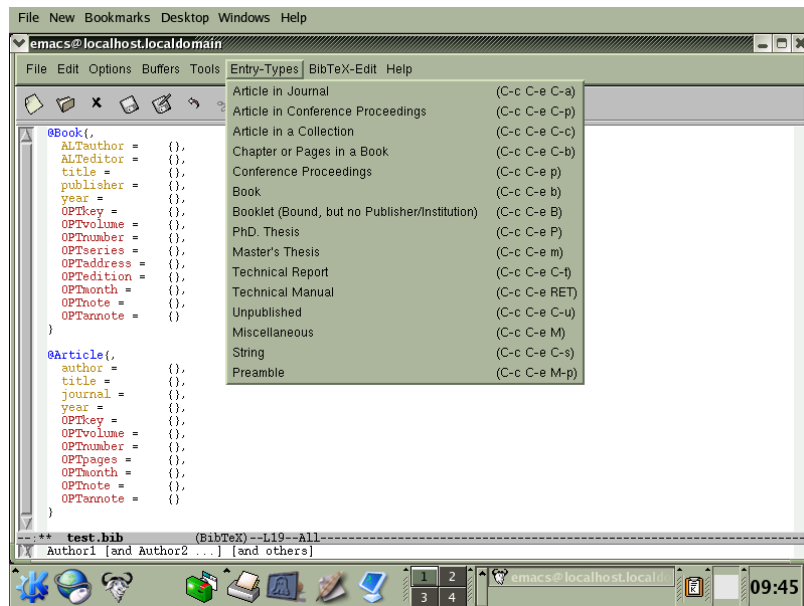 File New Bookmarks Desktop Windows Help
emacs@localhost.localdomain
File Edit Options Buffers Tools Entry-Types BibTeX-Edit Help
Article in Journal (C-c C-e C-a)
Article in Conference Proceedings (C-c C-e C-p)
Article in a Collection (C-c C-e C-c)
Chapter or Pages in a Book (C-c C-e C-b)
Conference Proceedings (C-c C-e p)
Book (C-c C-e b)
Booklet (Bound, but no Publisher/Institution) (C-c C-e B)
PhD. Thesis (C-c C-e P)
Master's Thesis (C-c C-e m)
Technical Report (C-c C-e C-t)
Technical Manual (C-c C-e RET)
Unpublished (C-c C-e C-u)
Miscellaneous (C-c C-e M)
String (C-c C-e C-s)
Preamble (C-c C-e M-p)
@Book{,
ALTauthor = {},
ALTeditor = {},
title = {},
publisher = {},
year = {},
OPTkey = {},
OPTvolume = {},
OPTnumber = {},
OPTseries = {},
OPTaddress = {},
OPTedition = {},
OPTmonth = {},
OPTnote = {},
OPTannote = {}
}
@Article{,
author = {},
title = {},
journal = {},
year = {},
OPTkey = {},
OPTvolume = {},
OPTnumber = {},
OPTpages = {},
OPTmonth = {},
OPTnote = {},
OPTannote = {}
}
--:** test.bib (BibTeX)--L19--All--------------------------------------------------
Author1 [and Author2 ...] [and others]
1 2
3 4
emacs@localhost.localdo
09:45